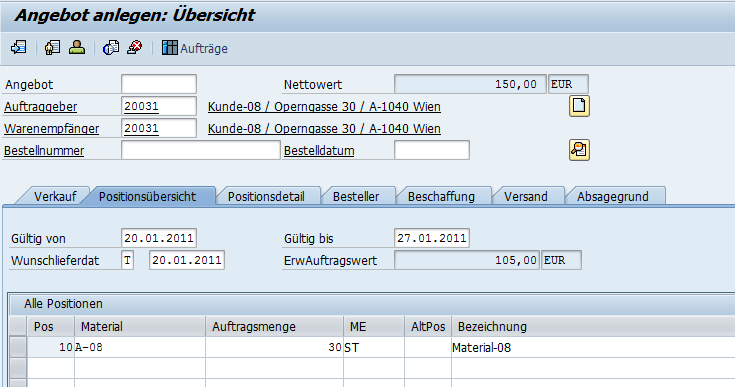 Angebot anlegen: Übersicht
Aufträge
Angebot Nettowert 150,00 EUR
Auftraggeber 20031 Kunde-08 / Operngasse 30 / A-1040 Wien
Warenempfänger 20031 Kunde-08 / Operngasse 30 / A-1040 Wien
Bestellnummer Bestelldatum
Verkauf Positionsübersicht Positionsdetail Besteller Beschaffung Versand Absagegrund
Gültig von 20.01.2011 Gültig bis 27.01.2011
Wunschlieferdat T 20.01.2011 ErwAuftragswert 105,00 EUR
Alle Positionen
Pos Material Auftragsmenge ME AltPos Bezeichnung
10 A-08 30 ST Material-08